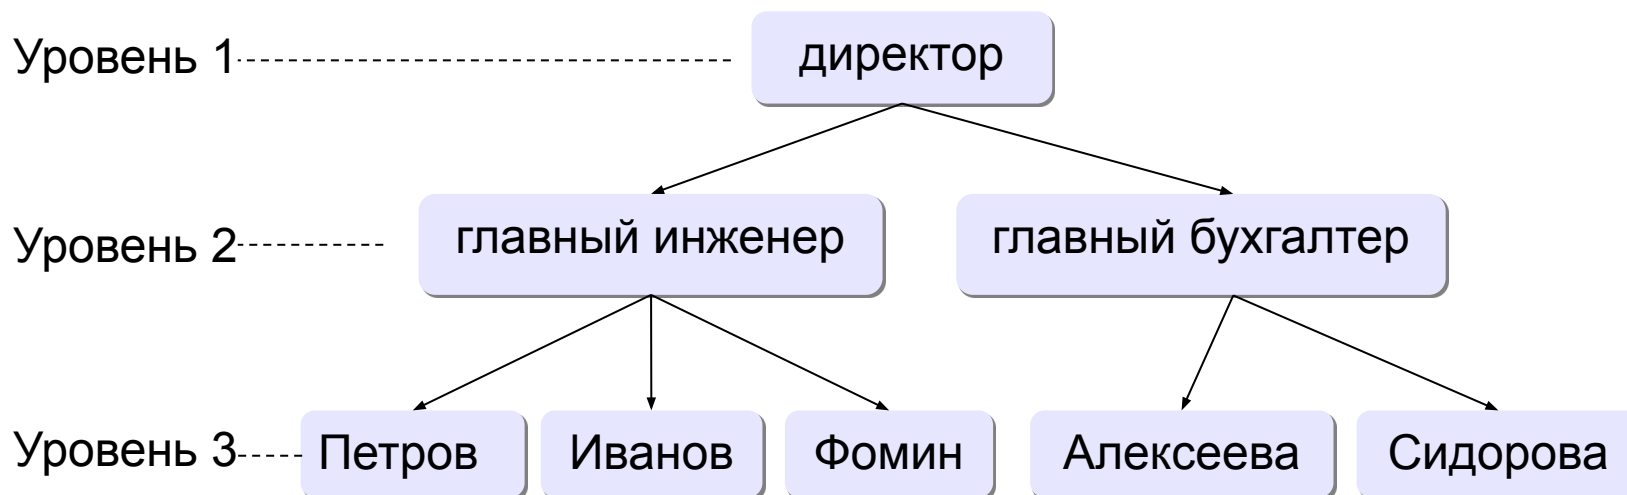 Уровень 1 директор
Уровень 2 главный инженер главный бухгалтер
Уровень 3 Петров Иванов Фомин Алексеева Сидорова